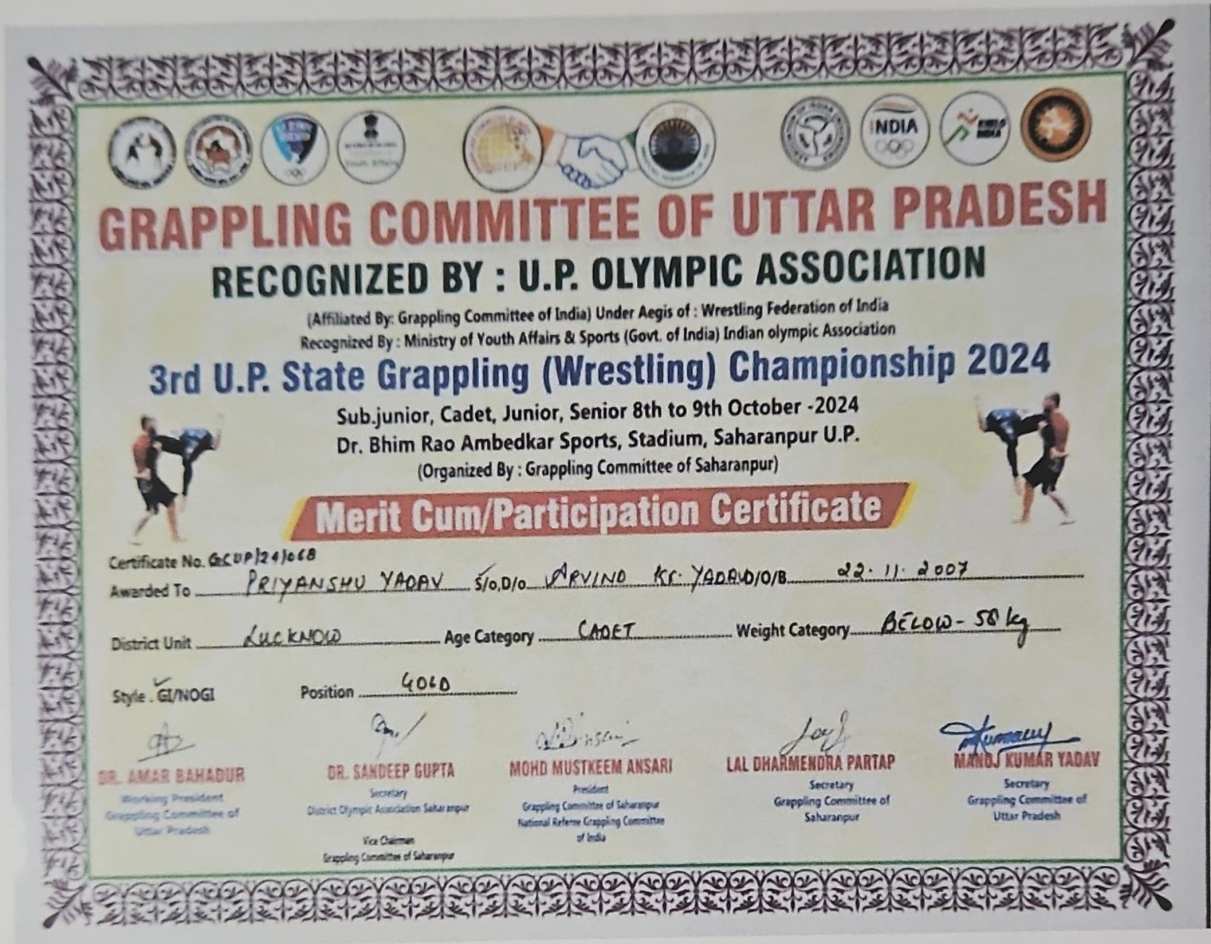 INDIA
KHELO INDIA
GRAPPLING COMMITTEE OF UTTAR PRADESH
RECOGNIZED BY : U.P. OLYMPIC ASSOCIATION
(Affiliated By: Grappling Committee of India) Under Aegis of : Wrestling Federation of India
Recognized By : Ministry of Youth Affairs & Sports (Govt. of India) Indian olympic Association
3rd U.P. State Grappling (Wrestling) Championship 2024
Sub.junior, Cadet, Junior, Senior 8th to 9th October -2024
Dr. Bhim Rao Ambedkar Sports, Stadium, Saharanpur U.P.
(Organized By : Grappling Committee of Saharanpur)
Merit Cum/Participation Certificate
Certificate No. GCUP/24/068
Awarded To PRIYANSHU YADAV S/o,D/o ARVIND Kr. YADAV D/O/B 22.11.2007
District Unit LUCKNOW Age Category CADET Weight Category BELOW-58 kg
Style . GI/NOGI Position GOLD
DR. AMAR BAHADUR DR. SANDEEP GUPTA MOHD MUSTKEEM ANSARI LAL DHARMENDRA PARTAP MANOJ KUMAR YADAV
Working President Secretary President Secretary Secretary
Grappling Committee of District Olympic Association Saharanpur Grappling Committee of Saharanpur Grappling Committee of Grappling Committee of
Uttar Pradesh National Referee Grappling Committee Saharanpur Uttar Pradesh
Vice Chairman of India
Grappling Committee of Saharanpur